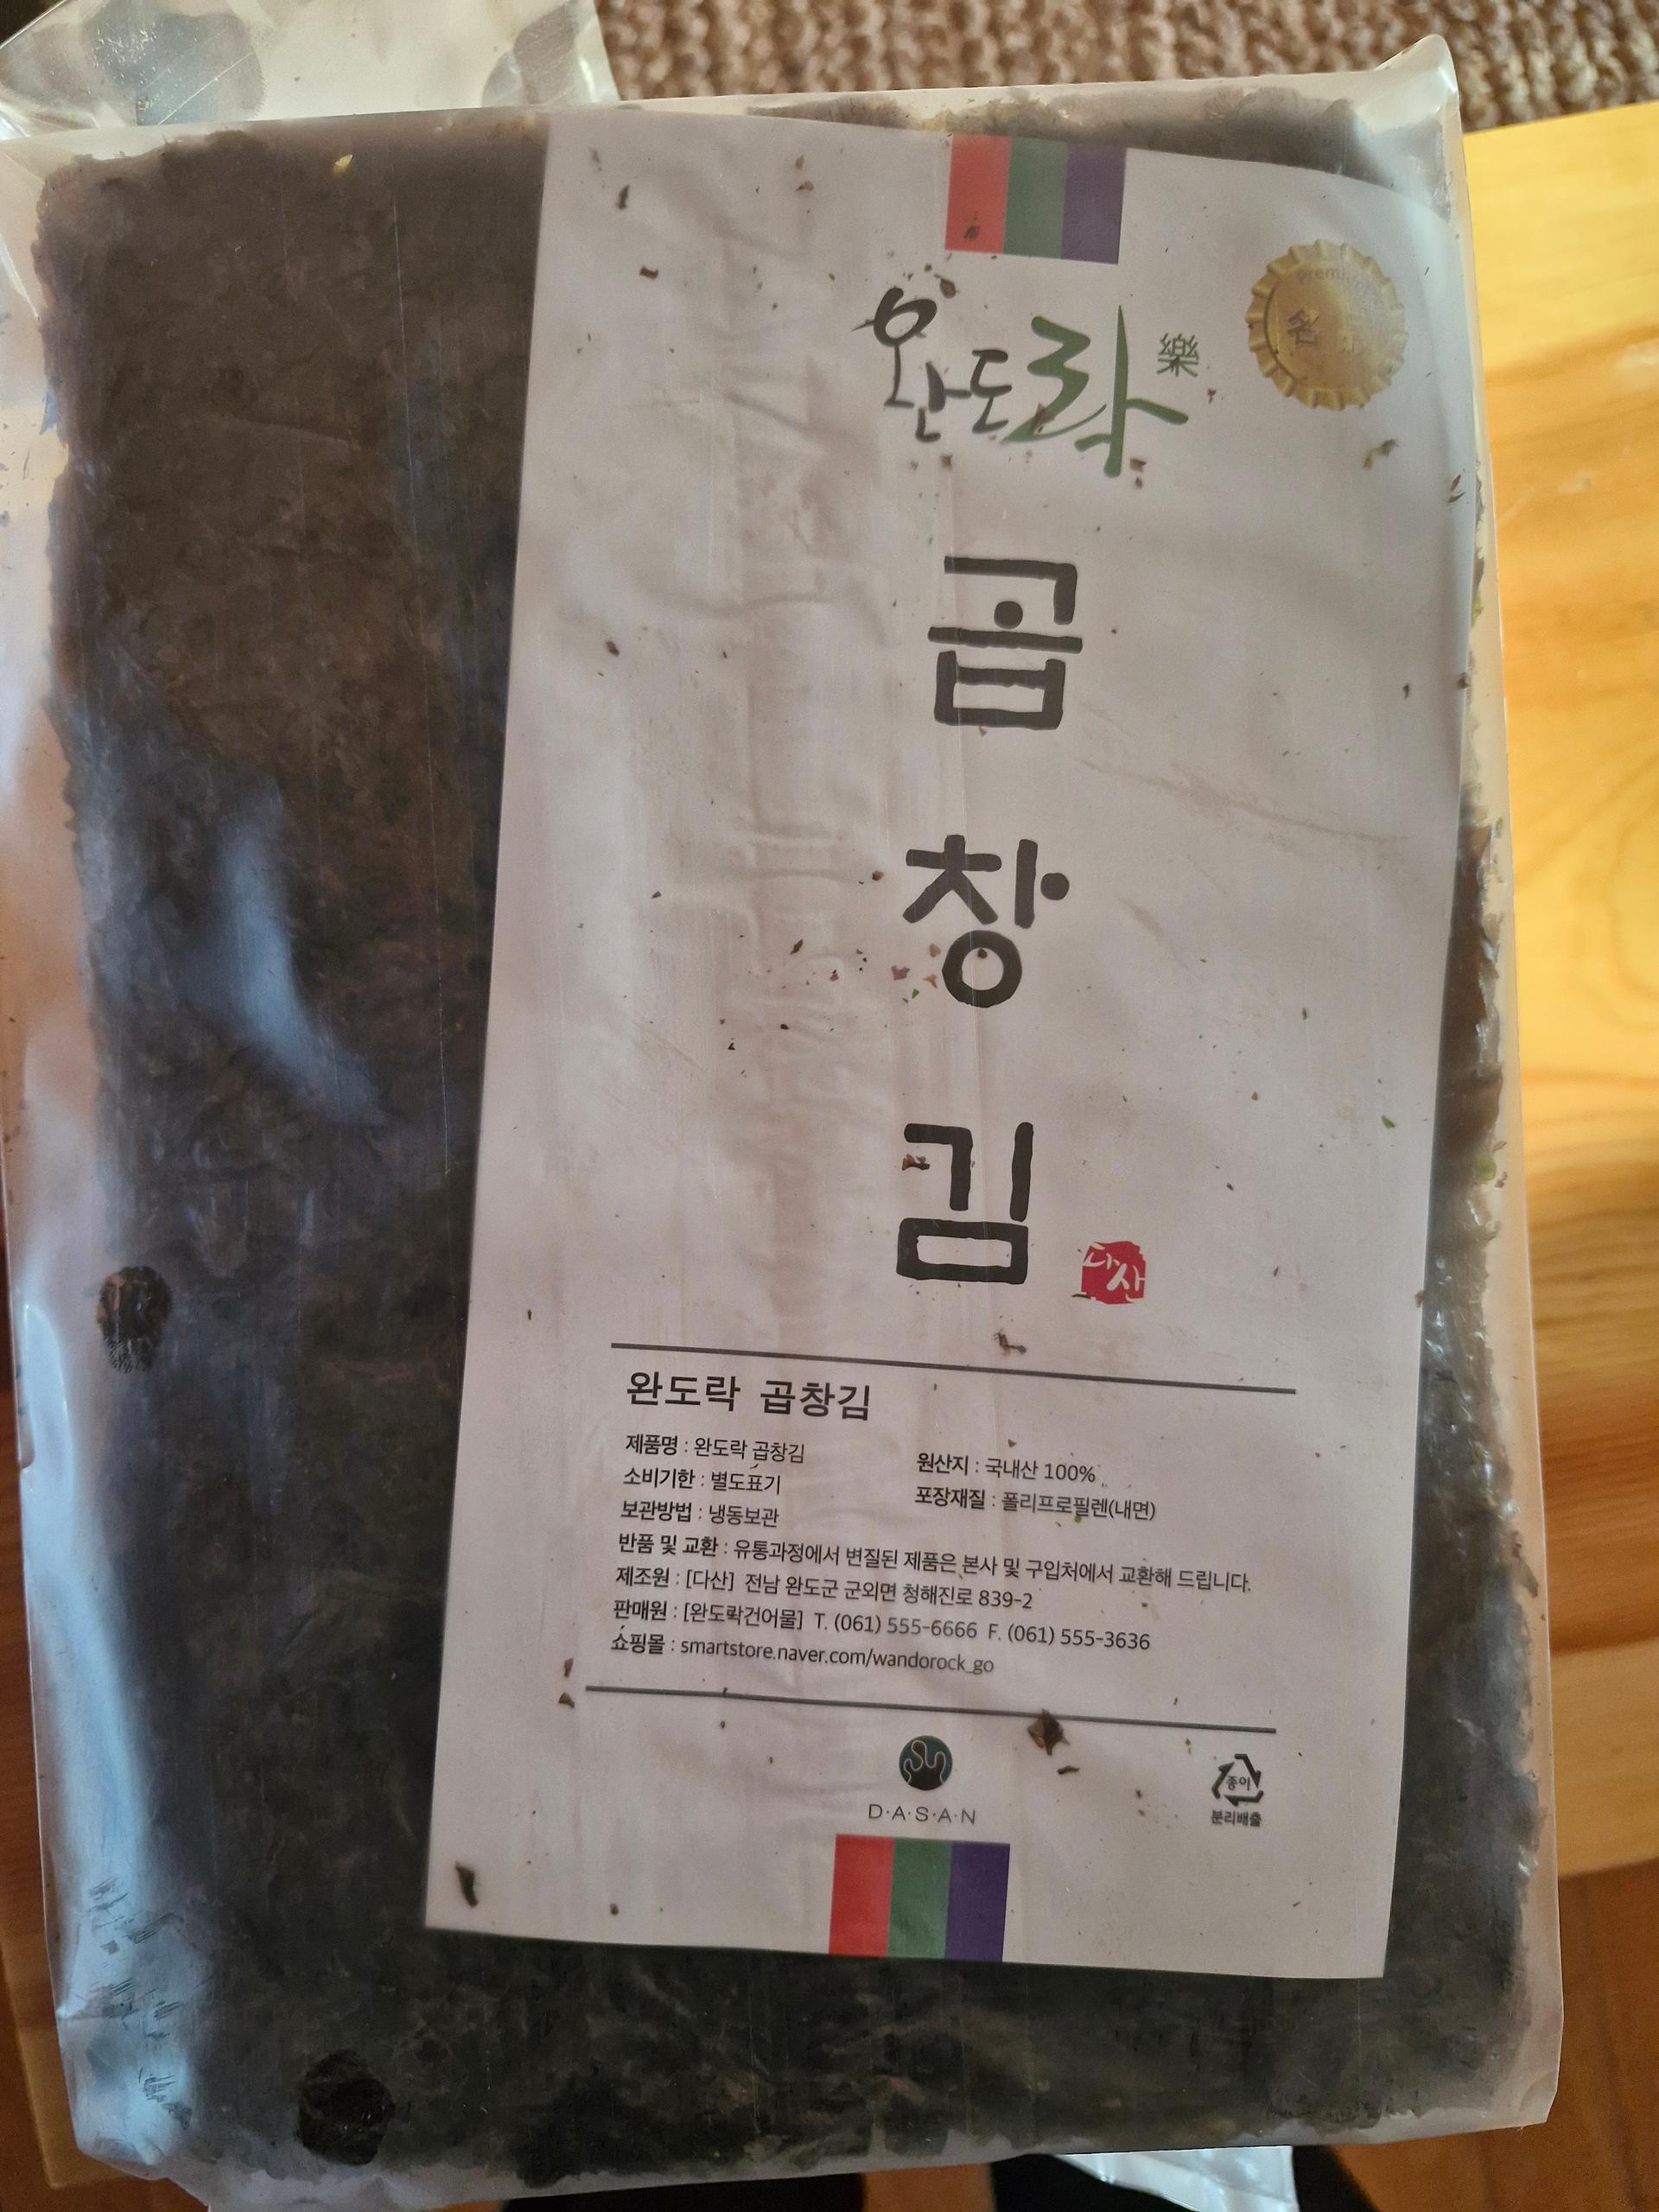 Premium
名
완도락 樂
곱
창
김
다산
완도락 곱창김
제품명 : 완도락 곱창김
원산지 : 국내산 100%
소비기한 : 별도표기
포장재질 : 폴리프로필렌(내면)
보관방법 : 냉동보관
반품 및 교환 : 유통과정에서 변질된 제품은 본사 및 구입처에서 교환해 드립니다.
제조원 : [다산] 전남 완도군 군외면 청해진로 839-2
판매원 : [완도락건어물] T. (061) 555-6666 F. (061) 555-3636
쇼핑몰 : smartstore.naver.com/wandorock_go
D·A·S·A·N
종이
분리배출